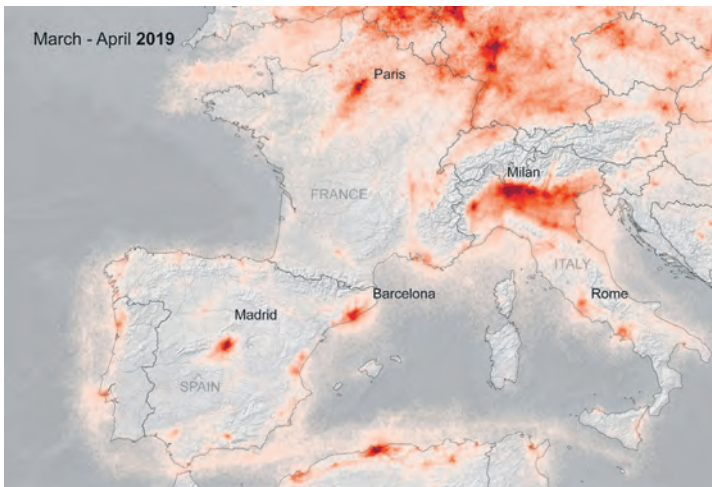 March - April 2019
Paris
FRANCE
Milan
ITALY
Barcelona
Rome
Madrid
SPAIN